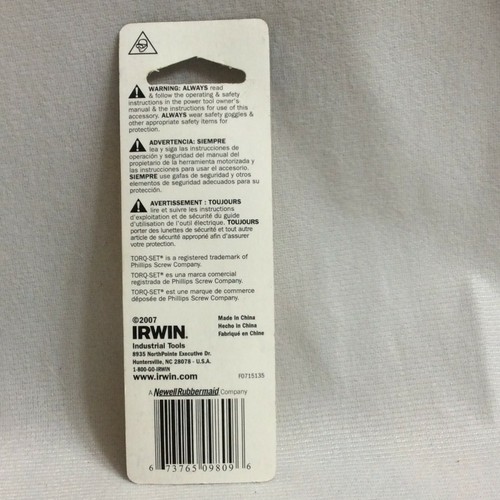 WARNING: ALWAYS read
& follow the operating & safety
instructions in the power tool owner's
manual & the instructions for use of this
accessory. ALWAYS wear safety goggles &
other appropriate safety items for
protection.
ADVERTENCIA: SIEMPRE
lea y siga las instrucciones de
operación y seguridad del manual del
propietario de la herramienta motorizada y
las instrucciones para usar el accesorio.
SIEMPRE use gafas de seguridad y otros
elementos de seguridad adecuados para su
protección.
AVERTISSEMENT : TOUJOURS
lire et suivre les instructions
d'exploitation et de sécurité du guide
d'utilisation de l'outil électrique. TOUJOURS
porter des lunettes de sécurité et tout autre
article de sécurité approprié afin d'assurer
votre protection.
TORQ-SET® is a registered trademark of
Phillips Screw Company.
TORQ-SET® es una marca comercial
registrada de Phillips Screw Company.
TORQ-SET® est une marque de commerce
déposée de Phillips Screw Company.
©2007
IRWIN.
Industrial Tools
8935 NorthPointe Executive Dr.
Huntersville, NC 28078 - U.S.A.
1-800-GO-IRWIN
www.irwin.com
Made in China
Hecho in China
Fabriqué en China
F0715135
A NewellRubbermaid Company
6 73765 09809 6